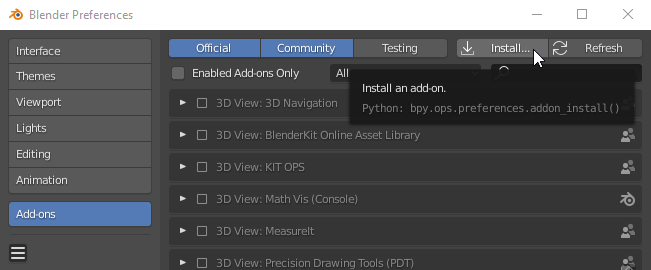 Blender Preferences
Interface
Themes
Viewport
Lights
Editing
Animation
Add-ons
Official Community Testing Install... Refresh
Enabled Add-ons Only All
Install an add-on.
Python: bpy.ops.preferences.addon_install()
3D View: 3D Navigation
3D View: BlenderKit Online Asset Library
3D View: KIT OPS
3D View: Math Vis (Console)
3D View: MeasureIt
3D View: Precision Drawing Tools (PDT)